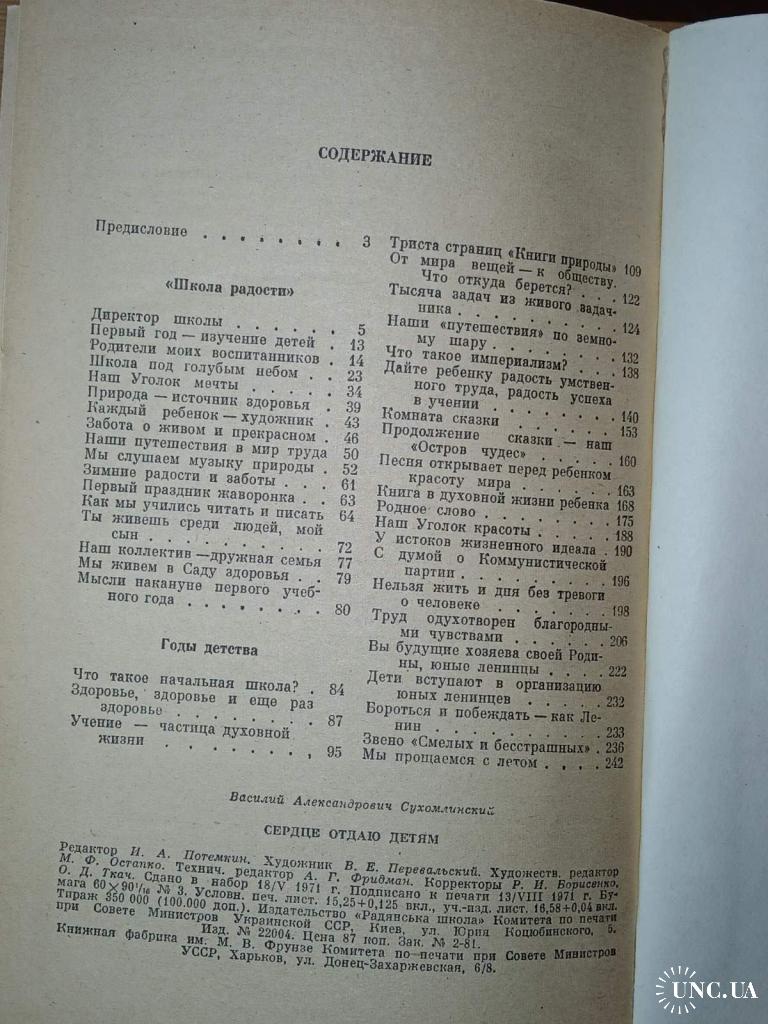 СОДЕРЖАНИЕ
Предисловие . . . . . . . . 3
«Школа радости»
Директор школы . . . . . . 5
Первый год — изучение детей . 13
Родители моих воспитанников . 14
Школа под голубым небом . . 23
Наш Уголок мечты . . . . . 34
Природа — источник здоровья . 39
Каждый ребенок — художник . 43
Забота о живом и прекрасном . 46
Наши путешествия в мир труда 50
Мы слушаем музыку природы . 52
Зимние радости и заботы . . . 61
Первый праздник жаворонка . . 63
Как мы учились читать и писать 64
Ты живешь среди людей, мой
сын . . . . . . . . . . 72
Наш коллектив — дружная семья 77
Мы живем в Саду здоровья . . 79
Мысли накануне первого учеб-
ного года . . . . . . . . 80
Годы детства
Что такое начальная школа? . 84
Здоровье, здоровье и еще раз
здоровье . . . . . . . . 87
Учение — частица духовной
жизни . . . . . . . . , 95
Триста страниц «Книги природы» 109
От мира вещей — к обществу.
Что откуда берется? . . . 122
Тысяча задач из живого задач-
ника . . . . . . . . . . 124
Наши «путешествия» по земно-
му шару . . . . . . . . 132
Что такое империализм? . . . 138
Дайте ребенку радость умствен-
ного труда, радость успеха
в учении . . . . . . . . 140
Комната сказки . . . . . . 153
Продолжение сказки — наш
«Остров чудес» . . . . . 160
Песня открывает перед ребенком
красоту мира . . . . . . 163
Книга в духовной жизни ребенка 168
Родное слово . . . . . . . 175
Наш Уголок красоты . . . . . 188
У истоков жизненного идеала . 190
С думой о Коммунистической
партии . . . . . . . . . 196
Нельзя жить и дня без тревоги
о человеке . . . . . . . 198
Труд одухотворен благородны-
ми чувствами . . . . . . 206
Вы будущие хозяева своей Роди-
ны, юные ленинцы . . . . 222
Дети вступают в организацию
юных ленинцев . . . . . 232
Бороться и побеждать — как Ле-
нин . . . . . . . . . . 233
Звено «Смелых и бесстрашных» . 236
Мы прощаемся с летом . . . . 242
Василий Александрович Сухомлинский
СЕРДЦЕ ОТДАЮ ДЕТЯМ
Редактор И. А. Потемкин. Художник В. Е. Перевальский. Художеств. редактор
М. Ф. Остапко. Технич. редактор А. Г. Фридман. Корректоры Р. И. Борисенко,
О. Д. Ткач. Сдано в набор 18/V 1971 г. Подписано к печати 13/VIII 1971 г. Бу-
мага 60×90¹/₁₆ № 3. Условн. печ. лист. 15,25+0,125 вкл., уч.-изд. лист. 16,58+0,04 вкл.
Тираж 350 000 (100.000 доп.). Издательство «Радянська школа» Комитета по печати
при Совете Министров Украинской ССР, Киев, ул. Юрия Коцюбинского, 5.
Изд. № 22004. Цена 87 коп. Зак. № 2-81.
Книжная фабрика им. М. В. Фрунзе Комитета по печати при Совете Министров
УССР, Харьков, ул. Донец-Захаржевская, 6/8.
UNC.UA